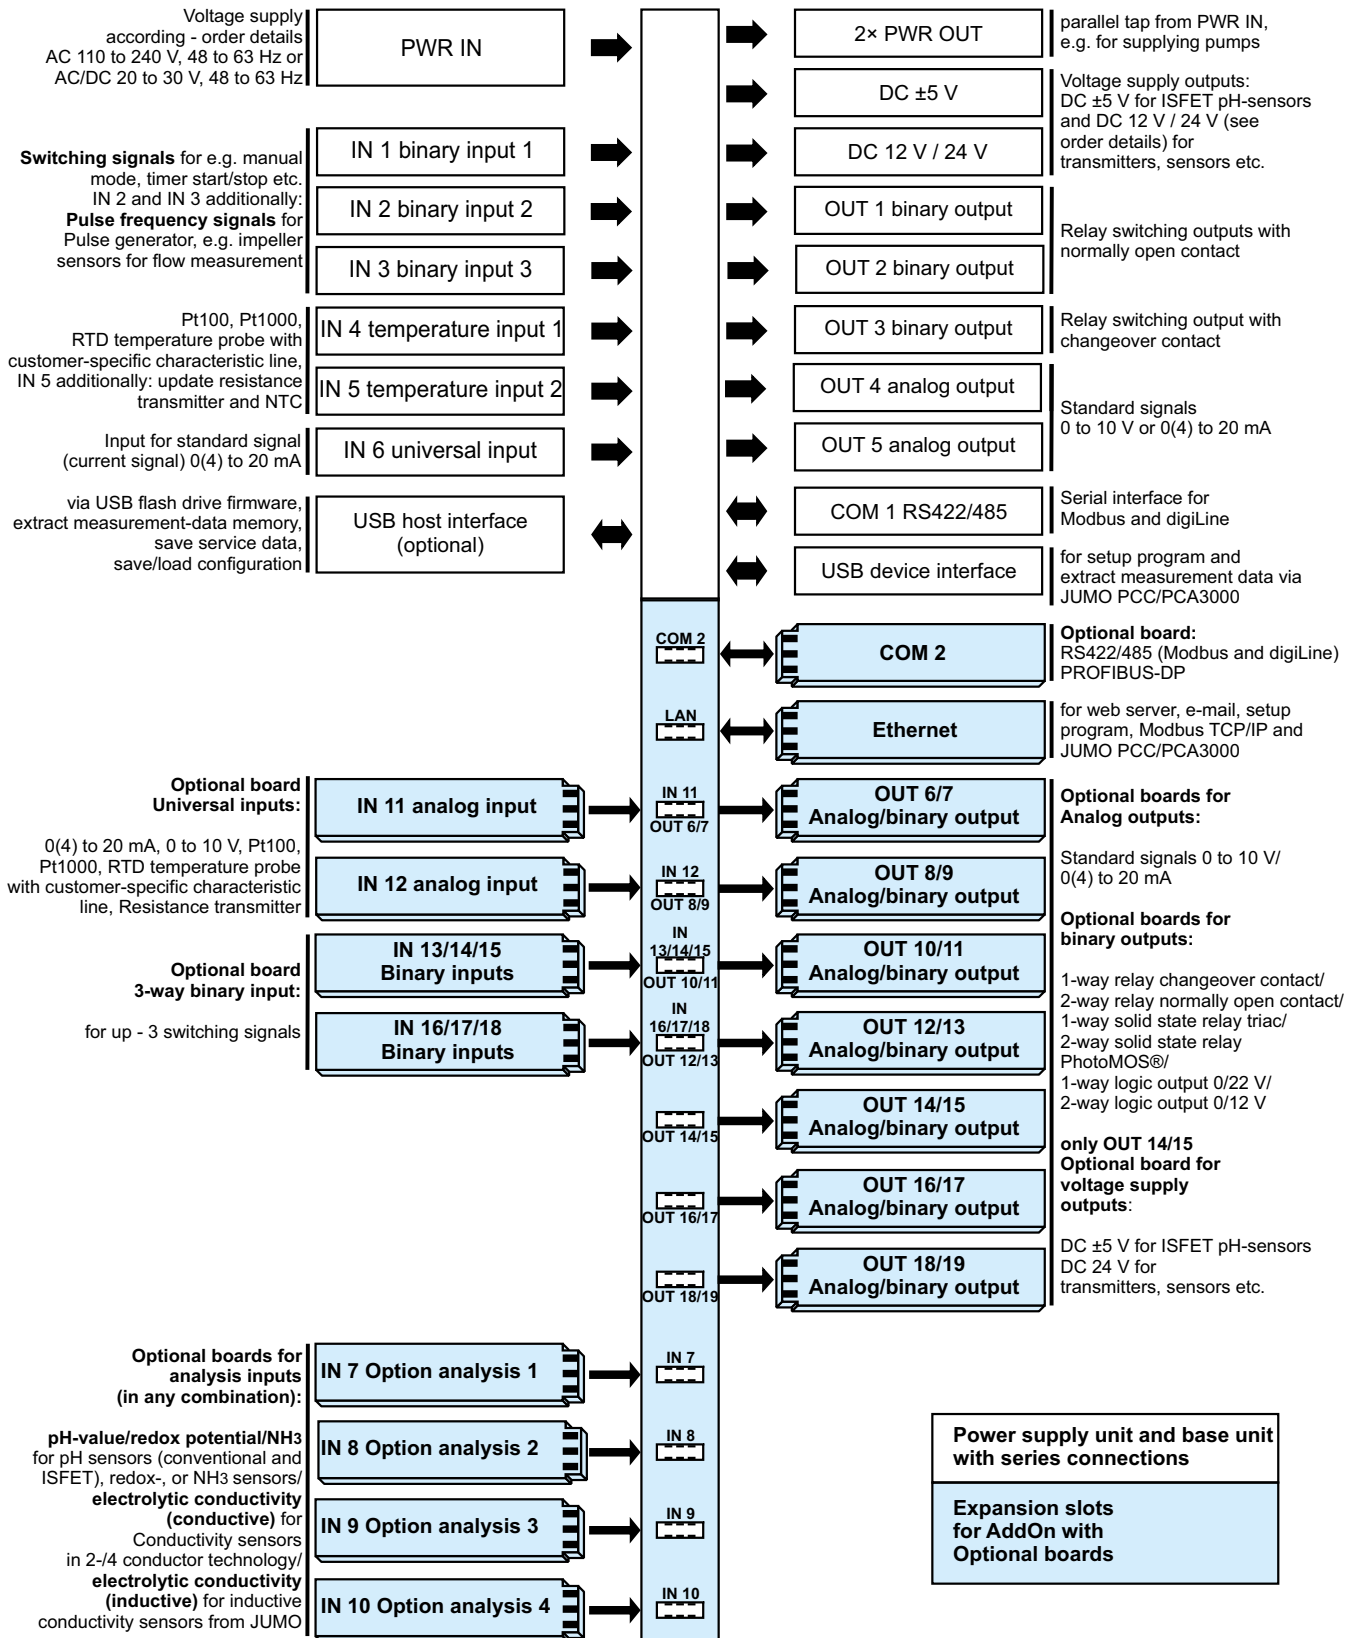 Voltage supply
according - order details
AC 110 to 240 V, 48 to 63 Hz or
AC/DC 20 to 30 V, 48 to 63 Hz
PWR IN
2× PWR OUT
parallel tap from PWR IN,
e.g. for supplying pumps
DC ±5 V
Voltage supply outputs:
DC ±5 V for ISFET pH-sensors
and DC 12 V / 24 V (see
order details) for
transmitters, sensors etc.
DC 12 V / 24 V
Switching signals for e.g. manual
mode, timer start/stop etc.
IN 2 and IN 3 additionally:
Pulse frequency signals for
Pulse generator, e.g. impeller
sensors for flow measurement
IN 1 binary input 1
IN 2 binary input 2
IN 3 binary input 3
OUT 1 binary output
OUT 2 binary output
Relay switching outputs with
normally open contact
Pt100, Pt1000,
RTD temperature probe with
customer-specific characteristic line,
IN 5 additionally: update resistance
transmitter and NTC
IN 4 temperature input 1
IN 5 temperature input 2
OUT 3 binary output
Relay switching output with
changeover contact
OUT 4 analog output
OUT 5 analog output
Standard signals
0 to 10 V or 0(4) to 20 mA
Input for standard signal
(current signal) 0(4) to 20 mA
IN 6 universal input
via USB flash drive firmware,
extract measurement-data memory,
save service data,
save/load configuration
USB host interface
(optional)
COM 1 RS422/485
Serial interface for
Modbus and digiLine
USB device interface
for setup program and
extract measurement data via
JUMO PCC/PCA3000
COM 2
COM 2
Optional board:
RS422/485 (Modbus and digiLine)
PROFIBUS-DP
LAN
Ethernet
for web server, e-mail, setup
program, Modbus TCP/IP and
JUMO PCC/PCA3000
Optional board
Universal inputs:
0(4) to 20 mA, 0 to 10 V, Pt100,
Pt1000, RTD temperature probe
with customer-specific characteristic
line, Resistance transmitter
IN 11 analog input
IN 12 analog input
IN 11
OUT 6/7
IN 12
OUT 8/9
OUT 6/7
Analog/binary output
OUT 8/9
Analog/binary output
Optional boards for
Analog outputs:
Standard signals 0 to 10 V/
0(4) to 20 mA
Optional board
3-way binary input:
for up - 3 switching signals
IN 13/14/15
Binary inputs
IN 16/17/18
Binary inputs
IN
13/14/15
OUT 10/11
IN
16/17/18
OUT 12/13
OUT 10/11
Analog/binary output
OUT 12/13
Analog/binary output
Optional boards for
binary outputs:
1-way relay changeover contact/
2-way relay normally open contact/
1-way solid state relay triac/
2-way solid state relay
PhotoMOS®/
1-way logic output 0/22 V/
2-way logic output 0/12 V
OUT 14/15
OUT 14/15
Analog/binary output
OUT 16/17
OUT 16/17
Analog/binary output
OUT 18/19
OUT 18/19
Analog/binary output
only OUT 14/15
Optional board for
voltage supply
outputs:
DC ±5 V for ISFET pH-sensors
DC 24 V for
transmitters, sensors etc.
Optional boards for
analysis inputs
(in any combination):
pH-value/redox potential/NH3
for pH sensors (conventional and
ISFET), redox-, or NH3 sensors/
electrolytic conductivity
(conductive) for
Conductivity sensors
in 2-/4 conductor technology/
electrolytic conductivity
(inductive) for inductive
conductivity sensors from JUMO
IN 7 Option analysis 1
IN 8 Option analysis 2
IN 9 Option analysis 3
IN 10 Option analysis 4
IN 7
IN 8
IN 9
IN 10
Power supply unit and base unit
with series connections
Expansion slots
for AddOn with
Optional boards